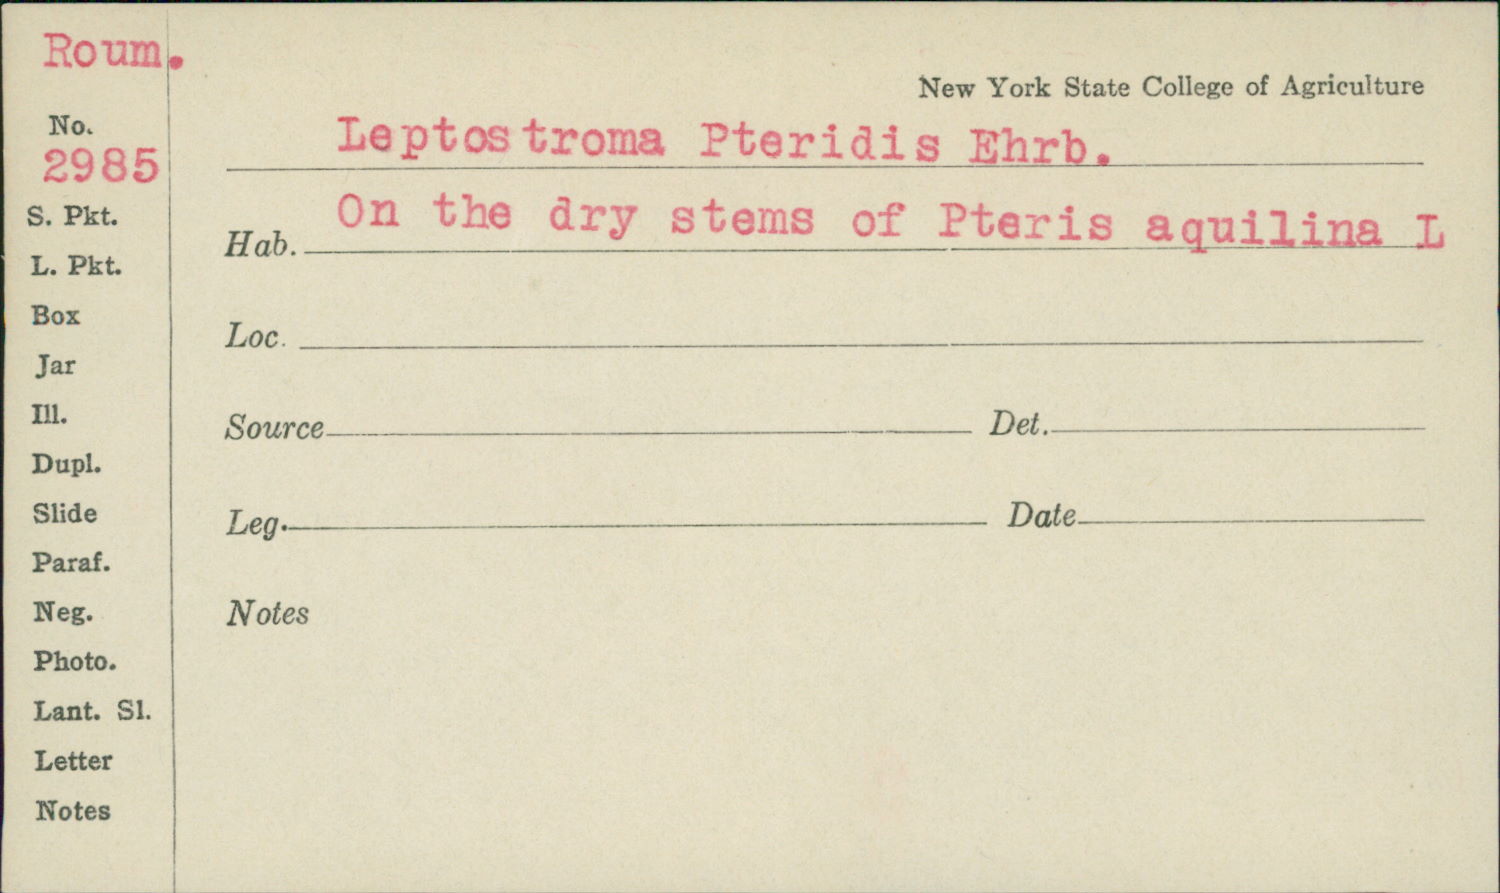 Roum.
New York State College of Agriculture
No.
2985
Leptostroma Pteridis Ehrb.
Hab. On the dry stems of Pteris aquilina L
Loc.
Source Det.
Leg. Date
Notes
S. Pkt.
L. Pkt.
Box
Jar
Ill.
Dupl.
Slide
Paraf.
Neg.
Photo.
Lant. Sl.
Letter
Notes